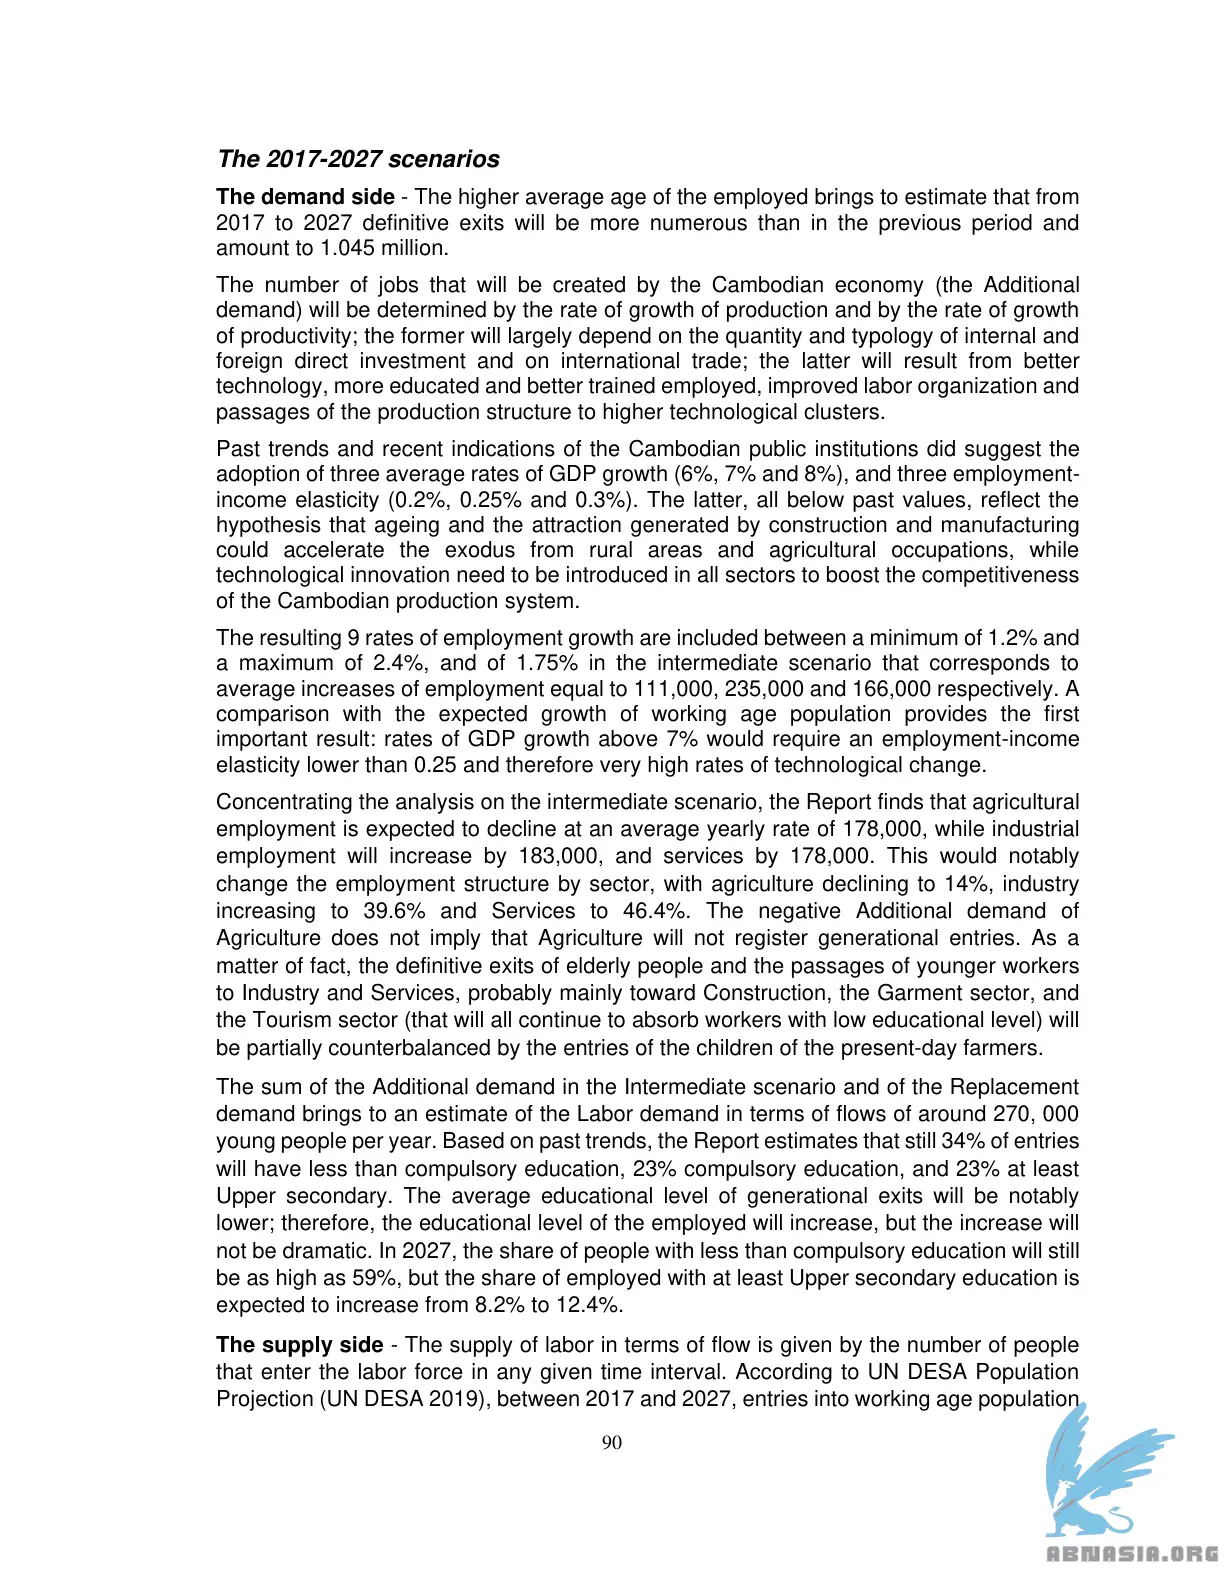 The 2017-2027 scenarios
The demand side - The higher average age of the employed brings to estimate that from
2017 to 2027 definitive exits will be more numerous than in the previous period and
amount to 1.045 million.
The number of jobs that will be created by the Cambodian economy (the Additional
demand) will be determined by the rate of growth of production and by the rate of growth
of productivity; the former will largely depend on the quantity and typology of internal and
foreign direct investment and on international trade; the latter will result from better
technology, more educated and better trained employed, improved labor organization and
passages of the production structure to higher technological clusters.
Past trends and recent indications of the Cambodian public institutions did suggest the
adoption of three average rates of GDP growth (6%, 7% and 8%), and three employment-
income elasticity (0.2%, 0.25% and 0.3%). The latter, all below past values, reflect the
hypothesis that ageing and the attraction generated by construction and manufacturing
could accelerate the exodus from rural areas and agricultural occupations, while
technological innovation need to be introduced in all sectors to boost the competitiveness
of the Cambodian production system.
The resulting 9 rates of employment growth are included between a minimum of 1.2% and
a maximum of 2.4%, and of 1.75% in the intermediate scenario that corresponds to
average increases of employment equal to 111,000, 235,000 and 166,000 respectively. A
comparison with the expected growth of working age population provides the first
important result: rates of GDP growth above 7% would require an employment-income
elasticity lower than 0.25 and therefore very high rates of technological change.
Concentrating the analysis on the intermediate scenario, the Report finds that agricultural
employment is expected to decline at an average yearly rate of 178,000, while industrial
employment will increase by 183,000, and services by 178,000. This would notably
change the employment structure by sector, with agriculture declining to 14%, industry
increasing to 39.6% and Services to 46.4%. The negative Additional demand of
Agriculture does not imply that Agriculture will not register generational entries. As a
matter of fact, the definitive exits of elderly people and the passages of younger workers
to Industry and Services, probably mainly toward Construction, the Garment sector, and
the Tourism sector (that will all continue to absorb workers with low educational level) will
be partially counterbalanced by the entries of the children of the present-day farmers.
The sum of the Additional demand in the Intermediate scenario and of the Replacement
demand brings to an estimate of the Labor demand in terms of flows of around 270, 000
young people per year. Based on past trends, the Report estimates that still 34% of entries
will have less than compulsory education, 23% compulsory education, and 23% at least
Upper secondary. The average educational level of generational exits will be notably
lower; therefore, the educational level of the employed will increase, but the increase will
not be dramatic. In 2027, the share of people with less than compulsory education will still
be as high as 59%, but the share of employed with at least Upper secondary education is
expected to increase from 8.2% to 12.4%.
The supply side - The supply of labor in terms of flow is given by the number of people
that enter the labor force in any given time interval. According to UN DESA Population
Projection (UN DESA 2019), between 2017 and 2027, entries into working age population
90
ABNASIA.ORG